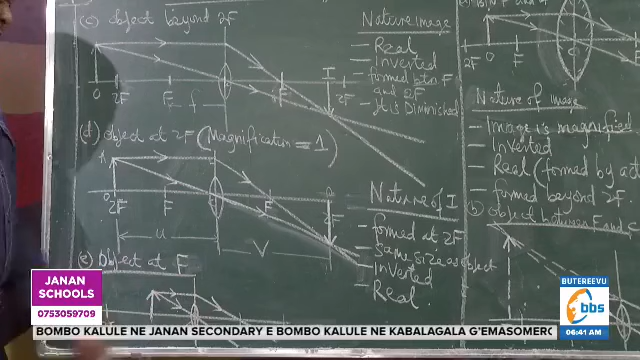 (c) Object beyond 2F
Nature image
- Real
- Inverted
- formed btn F
and 2F
- It is Diminished
I
O
2F
F
F
2F
f
(d) Object at 2F (Magnification = 1)
O
2F
F
F
2F
u
V
Nature of I
- formed at 2F
- Same size as object
- Inverted
- Real.
(e) Object at F
F
2F
F
C
Nature of image
- Image is magnified
- Inverted
- Real (formed by
- formed beyond 2F.
(b) Object between F and C
JANAN
SCHOOLS
0753059709
BUTEREEVU
bbs
06:41 AM
BOMBO KALULE NE JANAN SECONDARY E BOMBO KALULE NE KABALAGALA G'EMASOMERO